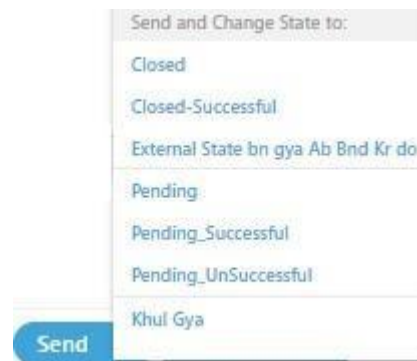 Send and Change State to:
Closed
Closed-Successful
External State bn gya Ab Bnd Kr do
Pending
Pending_Successful
Pending_UnSuccessful
Khul Gya
Send